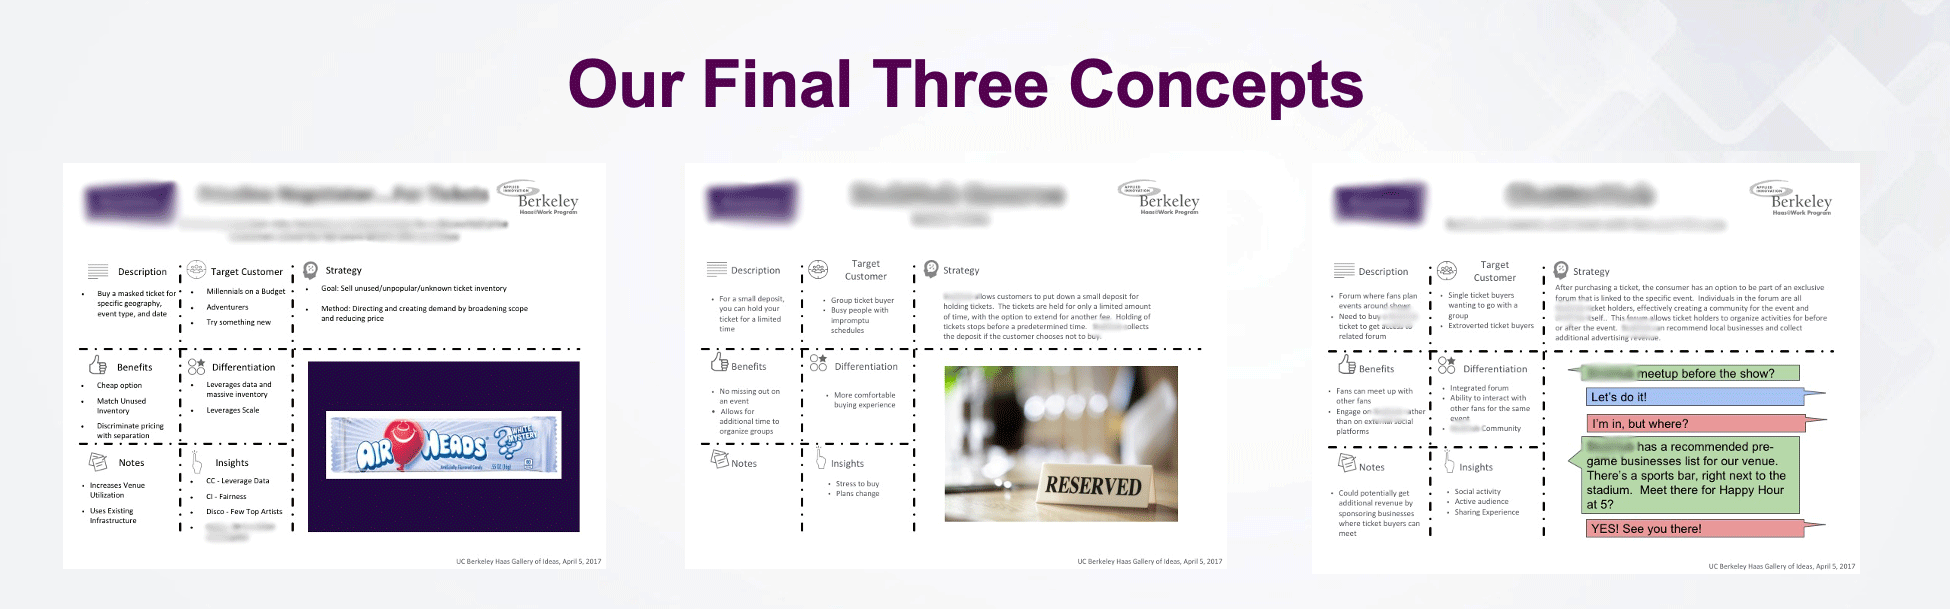 Our Final Three Concepts
APPLIED
INNOVATION
Berkeley
Haas@Work Program
Description
Buy a masked ticket for
specific geography,
event type, and date
Target Customer
Millennials on a Budget
Adventurers
Try something new
Strategy
Goal: Sell unused/unpopular/unknown ticket inventory
Method: Directing and creating demand by broadening scope
and reducing price
Benefits
Cheap option
Match Unused
Inventory
Discriminate pricing
with separation
Differentiation
Leverages data and
massive inventory
Leverages Scale
AIR HEADS
WHITE
MYSTERY
Notes
Increases Venue
Utilization
Uses Existing
Infrastructure
Insights
CC - Leverage Data
CI - Fairness
Disco - Few Top Artists
UC Berkeley Haas Gallery of Ideas, April 5, 2017
APPLIED
INNOVATION
Berkeley
Haas@Work Program
Description
For a small deposit,
you can hold your
ticket for a limited
time
Target
Customer
Group ticket buyer
Busy people with
impromptu
schedules
Strategy
allows customers to put down a small deposit for
holding tickets. The tickets are held for only a limited amount
of time, with the option to extend for another fee. Holding of
tickets stops before a predetermined time. collects
the deposit if the customer chooses not to buy.
Benefits
No missing out on
an event
Allows for
additional time to
organize groups
Differentiation
More comfortable
buying experience
RESERVED
Notes
Insights
Stress to buy
Plans change
UC Berkeley Haas Gallery of Ideas, April 5, 2017
APPLIED
INNOVATION
Berkeley
Haas@Work Program
Description
Forum where fans plan
events around shows
Need to buy
ticket to get access to
related forum
Target
Customer
Single ticket buyers
wanting to go with a
group
Extroverted ticket buyers
Strategy
After purchasing a ticket, the consumer has an option to be part of an exclusive
forum that is linked to the specific event. Individuals in the forum are all
ticket holders, effectively creating a community for the event and
itself.. This forum allows ticket holders to organize activities for before
or after the event. can recommend local businesses and collect
additional advertising revenue.
Benefits
Fans can meet up with
other fans
Engage on rather
than on external social
platforms
Differentiation
Integrated forum
Ability to interact with
other fans for the same
event
Community
meetup before the show?
Let's do it!
I'm in, but where?
has a recommended pre-
game businesses list for our venue.
There's a sports bar, right next to the
stadium. Meet there for Happy Hour
at 5?
YES! See you there!
Notes
Could potentially get
additional revenue by
sponsoring businesses
where ticket buyers can
meet
Insights
Social activity
Active audience
Sharing Experience
UC Berkeley Haas Gallery of Ideas, April 5, 2017